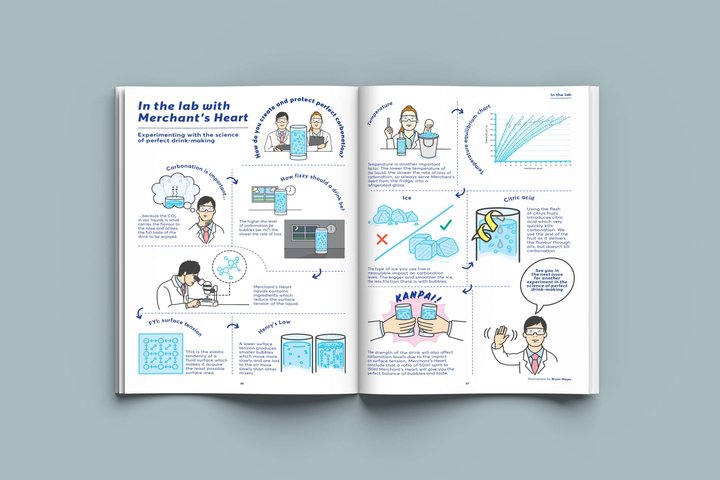 In the lab with
Merchant's Heart
Experimenting with the science
of perfect drink-making
How do you create and protect perfect carbonation?
Carbonation is important...
...because the CO2
in our liquids is what
carries the flavour to
the nose and allows
the full taste of the
drink to be enjoyed.
How fizzy should a drink be?
The higher the level
of carbonation (ie
bubbles per ml) the
slower the rate of loss.
Merchant's Heart
liquids contains
ingredients which
reduce the surface
tension of the liquid.
FYI: surface tension
This is the elastic
tendency of a
fluid surface which
makes it acquire
the least possible
surface area.
Henry's Law
A lower surface
tension produces
smaller bubbles
which move more
slowly and are lost
to the air more
slowly than other
mixers.
In the lab
Temperature
Temperature is another important
factor. The lower the temperature of
the liquid, the slower the rate of loss of
carbonation, so always serve Merchant's
Heart from the fridge, into a
refrigerated glass.
Temperature equilibrium chart
Ice
The type of ice you use has a
measurable impact on carbonation
levels. The bigger and smoother the ice,
the less friction there is with bubbles.
Citric acid
Using the flesh
of citrus fruits
introduces citric
acid which very
quickly kills
carbonation. We
use the zest of the
fruit as it delivers
the flavour through
oils, but doesn't kill
carbonation.
KANPAI!
The strength of the drink will also affect
carbonation levels due to the impact
on surface tension. Merchant's Heart
that a ratio of 50ml spirit to
Merchant's Heart will give you the
perfect balance of bubbles and taste.
See you in
the next issue
for another
experiment in the
science of perfect
drink-making
Illustrations by Bryan Mayes